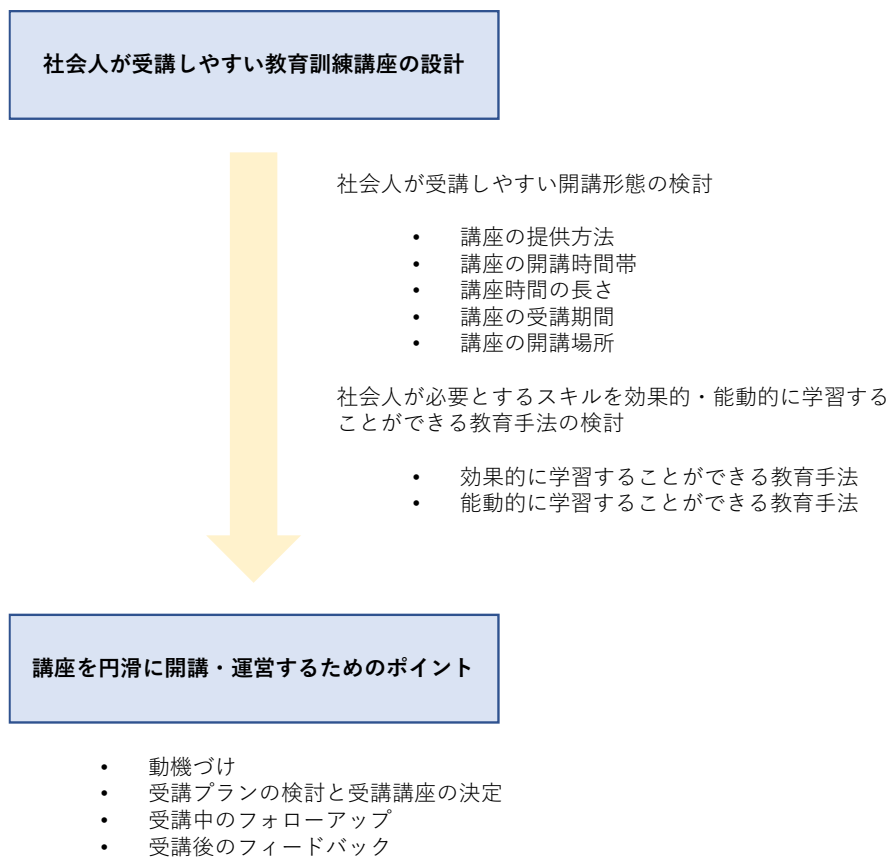 社会人が受講しやすい教育訓練講座の設計
社会人が受講しやすい開講形態の検討
• 講座の提供方法
• 講座の開講時間帯
• 講座時間の長さ
• 講座の受講期間
• 講座の開講場所
社会人が必要とするスキルを効果的・能動的に学習する
ことができる教育手法の検討
• 効果的に学習することができる教育手法
• 能動的に学習することができる教育手法
講座を円滑に開講・運営するためのポイント
• 動機づけ
• 受講プランの検討と受講講座の決定
• 受講中のフォローアップ
• 受講後のフィードバック